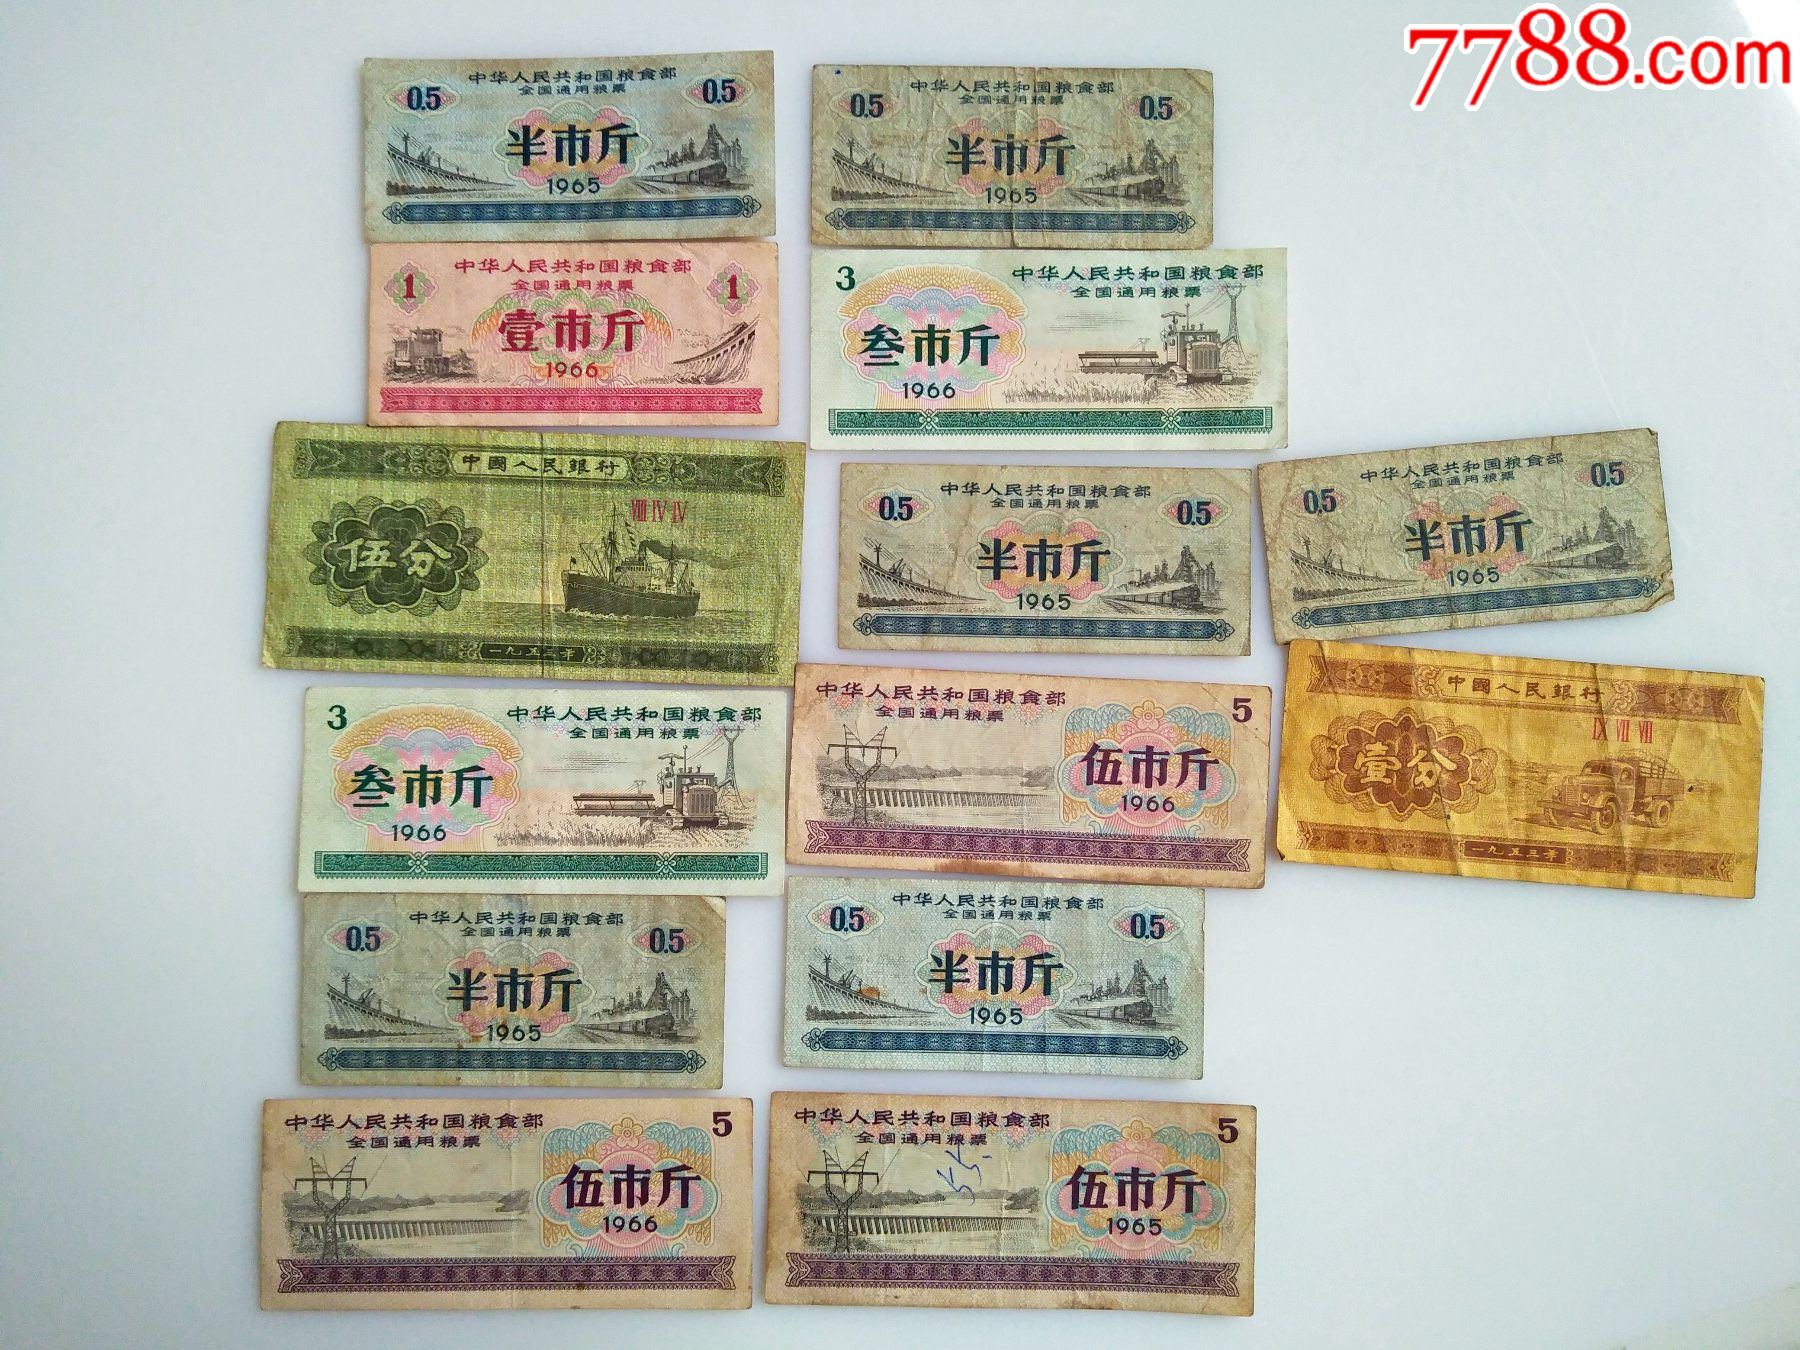 7788.com
中华人民共和国粮食部
全国通用粮票
0.5 0.5
半市斤
1965
中华人民共和国粮食部
全国通用粮票
0.5 0.5
半市斤
1965
中华人民共和国粮食部
全国通用粮票
1 1
壹市斤
1966
3 中华人民共和国粮食部
全国通用粮票
叁市斤
1966
中國人民銀行
VIII IV IV
伍分
一九五三年
中华人民共和国粮食部
全国通用粮票
0.5 0.5
半市斤
1965
中华人民共和国粮食部
全国通用粮票
0.5 0.5
半市斤
1965
3 中华人民共和国粮食部
全国通用粮票
叁市斤
1966
中华人民共和国粮食部 5
全国通用粮票
伍市斤
1966
中國人民銀行
IX VII VII
壹分
一九五三年
中华人民共和国粮食部
全国通用粮票
0.5 0.5
半市斤
1965
中华人民共和国粮食部
全国通用粮票
0.5 0.5
半市斤
1965
中华人民共和国粮食部 5
全国通用粮票
伍市斤
1966
中华人民共和国粮食部 5
全国通用粮票
伍市斤
1965